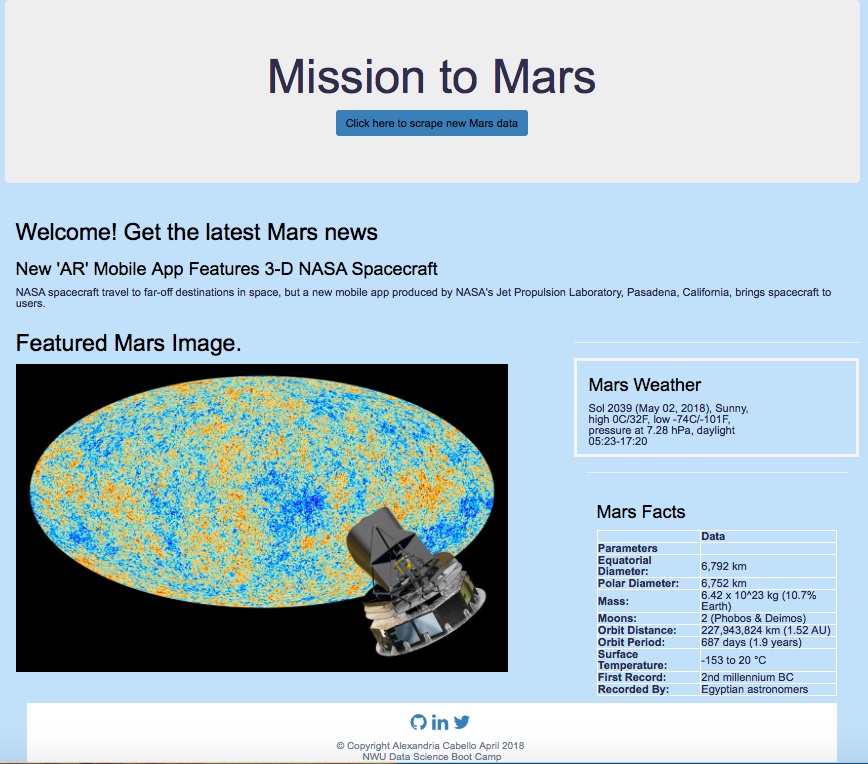 Mission to Mars
Click here to scrape new Mars data
Welcome! Get the latest Mars news
New 'AR' Mobile App Features 3-D NASA Spacecraft
NASA spacecraft travel to far-off destinations in space, but a new mobile app produced by NASA's Jet Propulsion Laboratory, Pasadena, California, brings spacecraft to
users.
Featured Mars Image.
Mars Weather
Sol 2039 (May 02, 2018), Sunny,
high 0C/32F, low -74C/-101F,
pressure at 7.28 hPa, daylight
05:23-17:20
Mars Facts
Data
Parameters
Equatorial
Diameter: 6,792 km
Polar Diameter: 6,752 km
Mass: 6.42 x 10^23 kg (10.7%
Earth)
Moons: 2 (Phobos & Deimos)
Orbit Distance: 227,943,824 km (1.52 AU)
Orbit Period: 687 days (1.9 years)
Surface
Temperature: -153 to 20 °C
First Record: 2nd millennium BC
Recorded By: Egyptian astronomers
© Copyright Alexandria Cabello April 2018
NWU Data Science Boot Camp